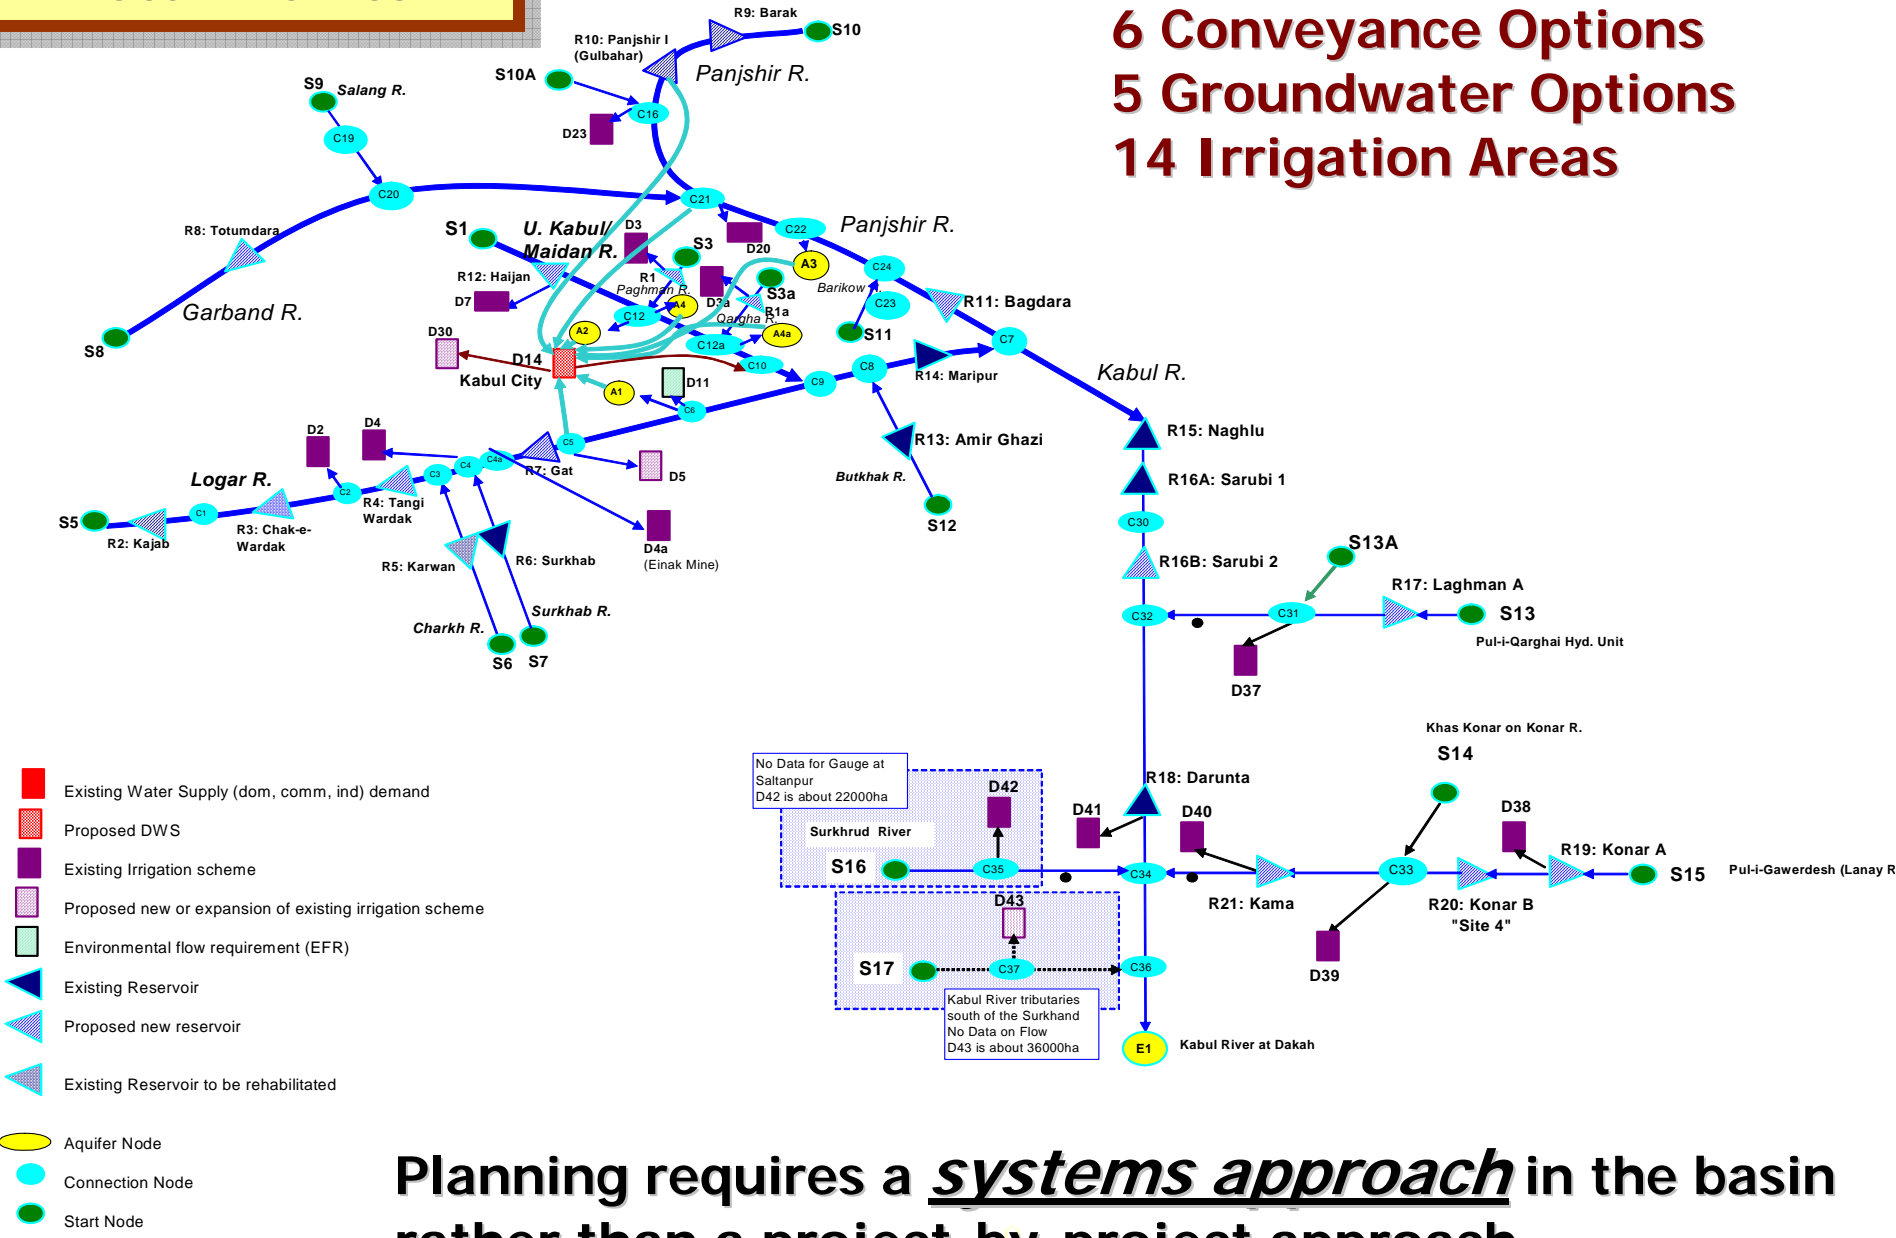 6 Conveyance Options
5 Groundwater Options
14 Irrigation Areas
R9: Barak
S10
R10: Panjshir I
(Gulbahar)
Panjshir R.
S10A
C16
D23
S9
Salang R.
C19
C20
C21
R8: Totumdara
Garband R.
S8
S1
U. Kabul/
Maidan R.
D3
S3
D20
C22
Panjshir R.
A3
C24
Barikow
C23
S11
R11: Bagdara
R12: Haijan
D7
R1
Paghman R.
D3a
S3a
R1a
Qargha R.
A4
A4a
C12
A2
C12a
C10
D30
D14
Kabul City
A1
D11
C6
C9
C8
R14: Maripur
C7
Kabul R.
D2
D4
C5
D5
R7: Gat
C4a
C4
C3
Logar R.
C2
R4: Tangi
Wardak
C1
R3: Chak-e-
Wardak
S5
R2: Kajab
R5: Karwan
R6: Surkhab
D4a
(Einak Mine)
Charkh R.
Surkhab R.
S6
S7
R13: Amir Ghazi
Butkhak R.
S12
R15: Naghlu
R16A: Sarubi 1
C30
R16B: Sarubi 2
S13A
R17: Laghman A
C32
C31
S13
Pul-i-Qarghai Hyd. Unit
D37
Khas Konar on Konar R.
S14
No Data for Gauge at
Saltanpur
D42 is about 22000ha
Surkhrud River
S16
D42
C35
D41
R18: Darunta
D40
C34
R21: Kama
C33
D38
R19: Konar A
R20: Konar B
"Site 4"
S15
Pul-i-Gawerdesh (Lanay R
D39
D43
S17
C37
C36
Kabul River tributaries
south of the Surkhand
No Data on Flow
D43 is about 36000ha
E1
Kabul River at Dakah
Existing Water Supply (dom, comm, ind) demand
Proposed DWS
Existing Irrigation scheme
Proposed new or expansion of existing irrigation scheme
Environmental flow requirement (EFR)
Existing Reservoir
Proposed new reservoir
Existing Reservoir to be rehabilitated
Aquifer Node
Connection Node
Start Node
Planning requires a systems approach in the basin
rather than a project-by-project approach